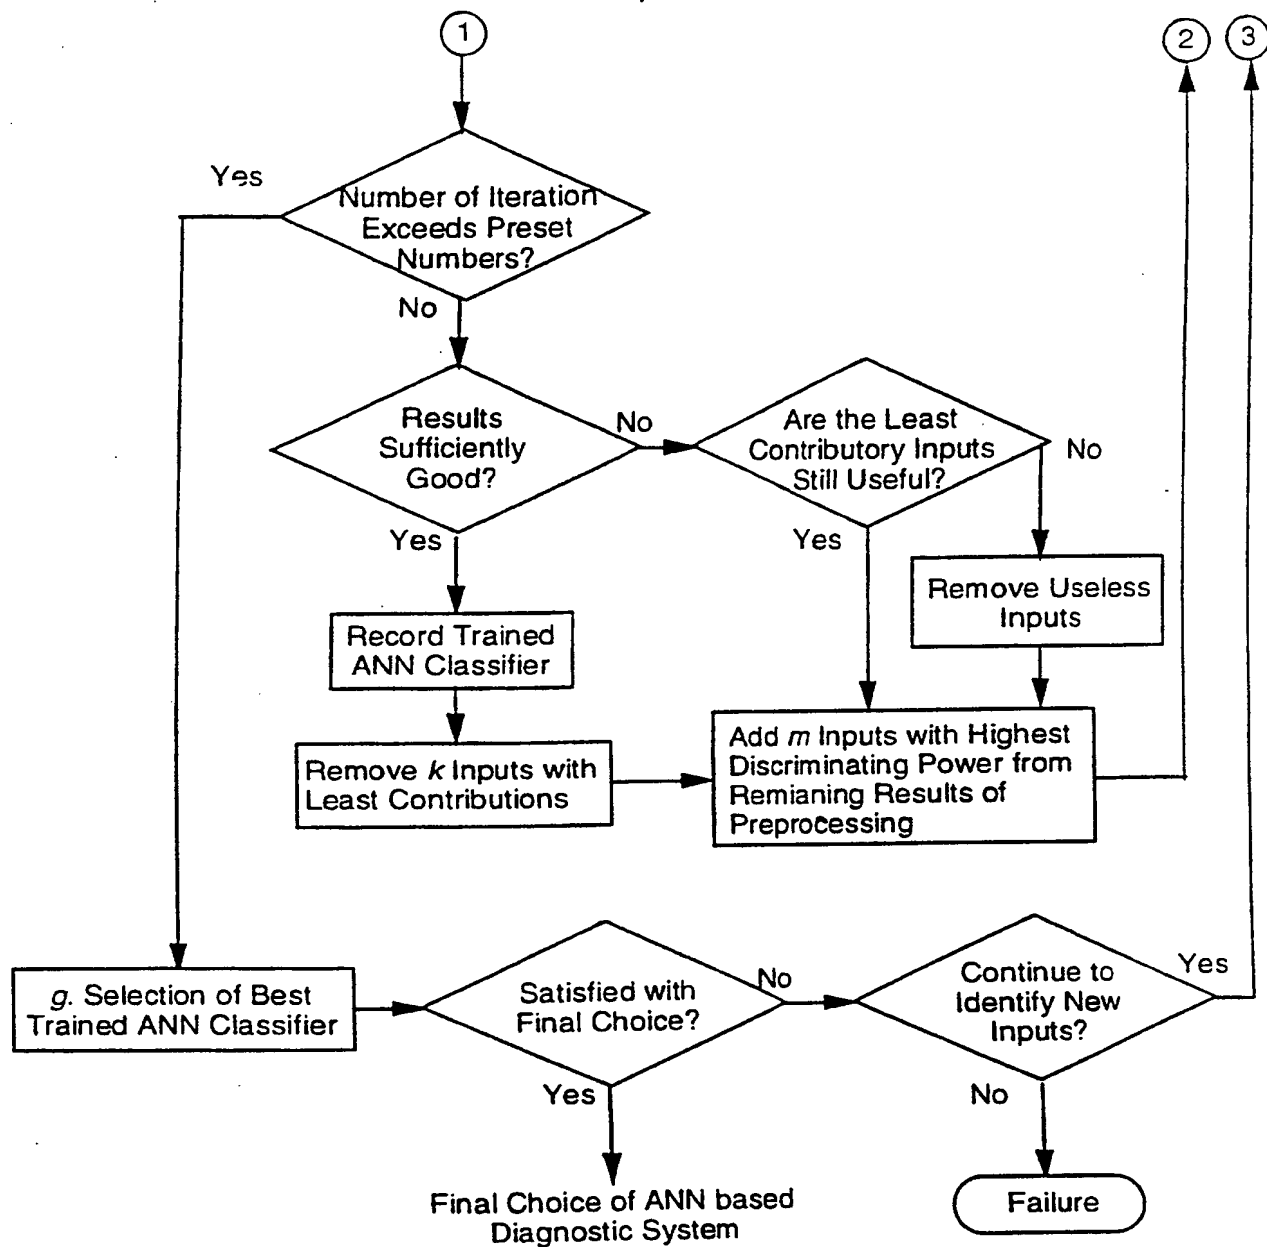 1
2
3
Yes
Number of Iteration
Exceeds Preset
Numbers?
No
Results
Sufficiently
Good?
No
Are the Least
Contributory Inputs
Still Useful?
No
Yes
Yes
Remove Useless
Inputs
Record Trained
ANN Classifier
Remove k Inputs with
Least Contributions
Add m Inputs with Highest
Discriminating Power from
Remianing Results of
Preprocessing
g. Selection of Best
Trained ANN Classifier
Satisfied with
Final Choice?
No
Continue to
Identify New
Inputs?
Yes
Yes
No
Final Choice of ANN based
Diagnostic System
Failure